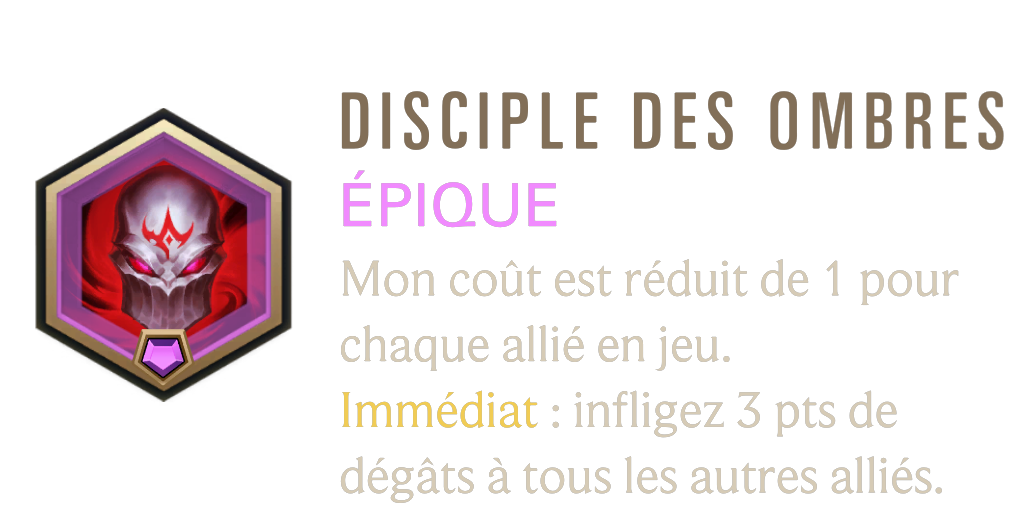 DISCIPLE DES OMBRES
ÉPIQUE
Mon coût est réduit de 1 pour
chaque allié en jeu.
Immédiat : infligez 3 pts de
dégâts à tous les autres alliés.